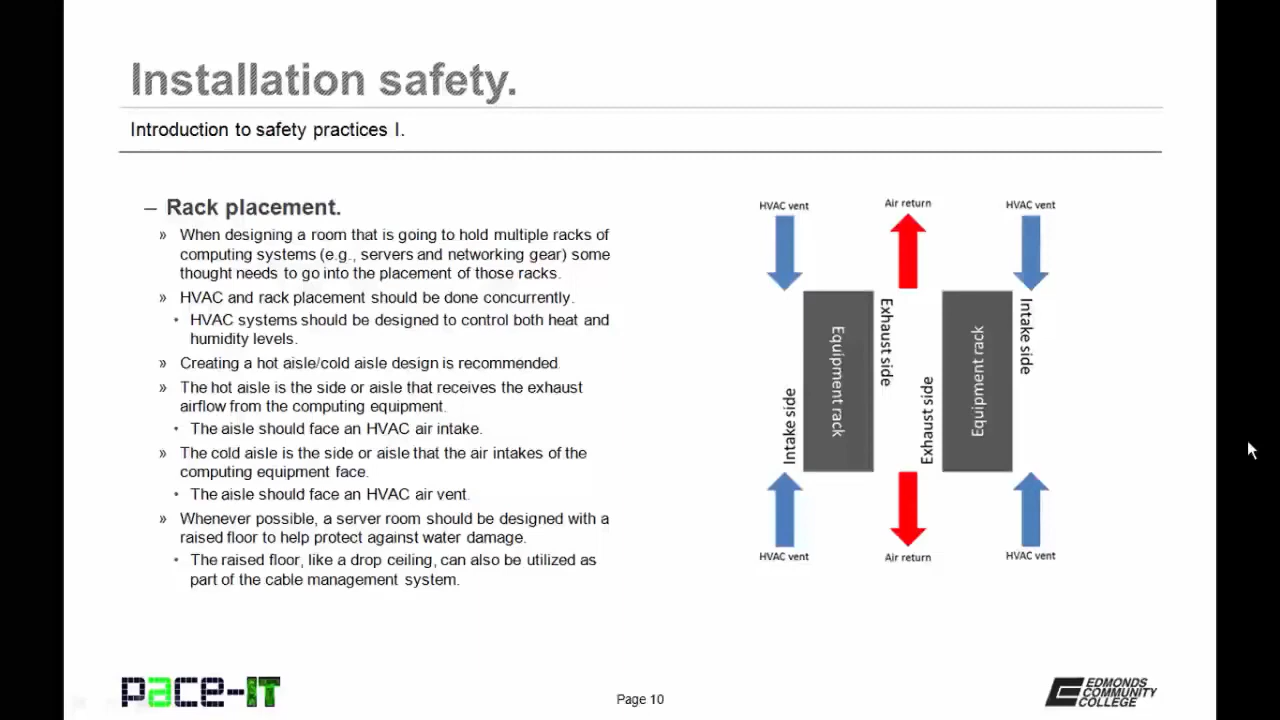 Installation safety.
Introduction to safety practices I.
– Rack placement.
» When designing a room that is going to hold multiple racks of
computing systems (e.g., servers and networking gear) some
thought needs to go into the placement of those racks.
» HVAC and rack placement should be done concurrently.
• HVAC systems should be designed to control both heat and
humidity levels.
» Creating a hot aisle/cold aisle design is recommended.
» The hot aisle is the side or aisle that receives the exhaust
airflow from the computing equipment.
• The aisle should face an HVAC air intake.
» The cold aisle is the side or aisle that the air intakes of the
computing equipment face.
• The aisle should face an HVAC air vent.
» Whenever possible, a server room should be designed with a
raised floor to help protect against water damage.
• The raised floor, like a drop ceiling, can also be utilized as
part of the cable management system.
HVAC vent
Air return
HVAC vent
Intake side
Equipment rack
Exhaust side
Exhaust side
Equipment rack
Intake side
HVAC vent
Air return
HVAC vent
pace-IT
Page 10
EDMONDS
COMMUNITY
COLLEGE